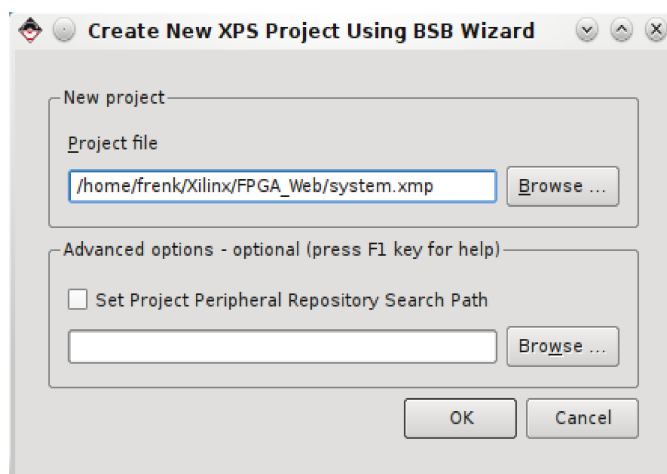 Create New XPS Project Using BSB Wizard
New project
Project file
/home/frenk/Xilinx/FPGA_Web/system.xmp
Browse ...
Advanced options - optional (press F1 key for help)
Set Project Peripheral Repository Search Path
Browse ...
OK
Cancel